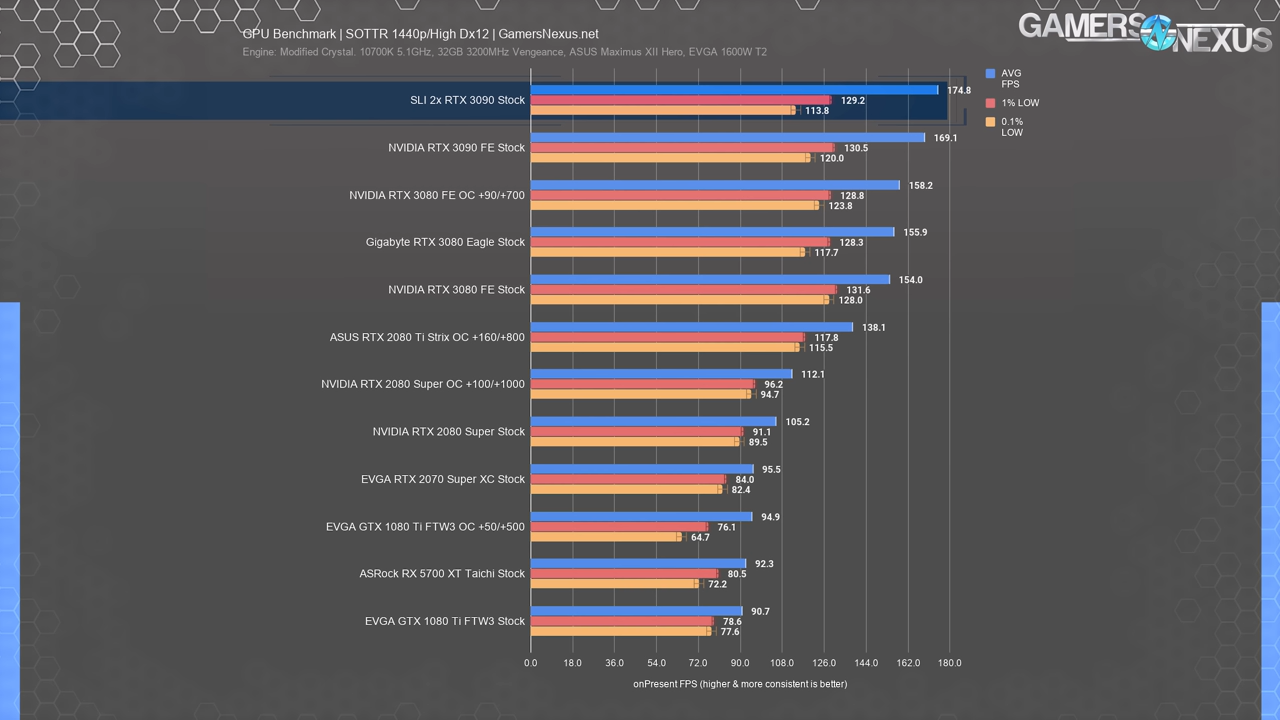 GPU Benchmark | SOTTR 1440p/High Dx12 | GamersNexus.net
Engine: Modified Crystal. 10700K 5.1GHz, 32GB 3200MHz Vengeance, ASUS Maximus XII Hero, EVGA 1600W T2
GAMERS NEXUS
AVG FPS
1% LOW
0.1% LOW
SLI 2x RTX 3090 Stock 174.8 129.2 113.8
NVIDIA RTX 3090 FE Stock 169.1 130.5 120.0
NVIDIA RTX 3080 FE OC +90/+700 158.2 128.8 123.8
Gigabyte RTX 3080 Eagle Stock 155.9 128.3 117.7
NVIDIA RTX 3080 FE Stock 154.0 131.6 128.0
ASUS RTX 2080 Ti Strix OC +160/+800 138.1 117.8 115.5
NVIDIA RTX 2080 Super OC +100/+1000 112.1 96.2 94.7
NVIDIA RTX 2080 Super Stock 105.2 91.1 89.5
EVGA RTX 2070 Super XC Stock 95.5 84.0 82.4
EVGA GTX 1080 Ti FTW3 OC +50/+500 94.9 76.1 64.7
ASRock RX 5700 XT Taichi Stock 92.3 80.5 72.2
EVGA GTX 1080 Ti FTW3 Stock 90.7 78.6 77.6
0.0 18.0 36.0 54.0 72.0 90.0 108.0 126.0 144.0 162.0 180.0
onPresent FPS (higher & more consistent is better)